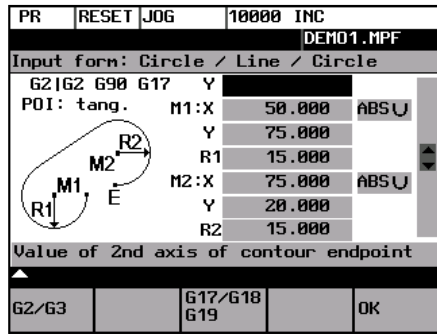 PR RESET JOG 10000 INC
DEMO1.MPF
Input form: Circle / Line / Circle
G2|G2 G90 G17 Y
POI: tang. M1:X 50.000 ABS U
Y 75.000
R1 15.000
M2:X 75.000 ABS U
Y 20.000
R2 15.000
R2
M2
M1
E
R1
Value of 2nd axis of contour endpoint
G2/G3 G17/G18 OK
G19